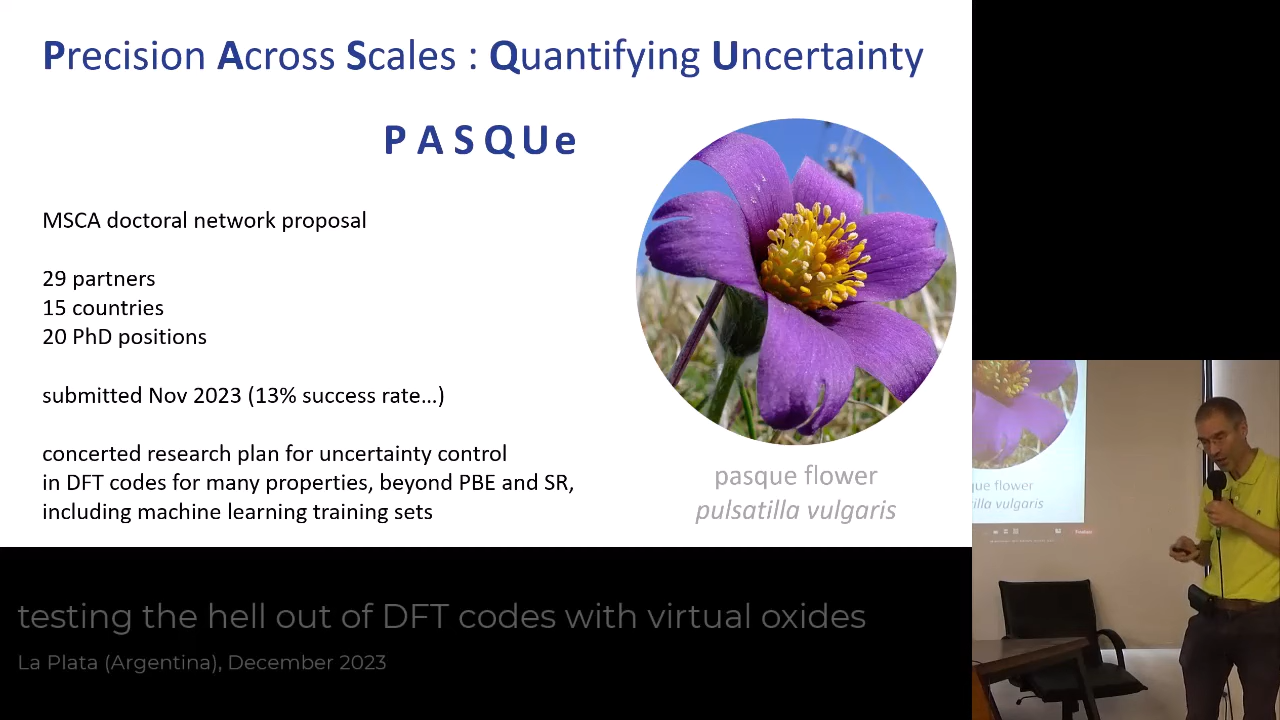 Precision Across Scales : Quantifying Uncertainty
PASQUe
MSCA doctoral network proposal
29 partners
15 countries
20 PhD positions
submitted Nov 2023 (13% success rate...)
concerted research plan for uncertainty control
in DFT codes for many properties, beyond PBE and SR,
including machine learning training sets
pasque flower
pulsatilla vulgaris
que flower
illa vulgaris
testing the hell out of DFT codes with virtual oxides
La Plata (Argentina), December 2023